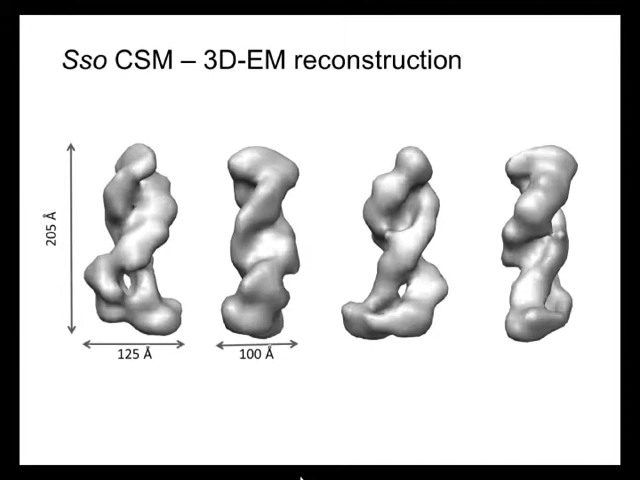 Sso CSM – 3D-EM reconstruction
205 Å
125 Å
100 Å